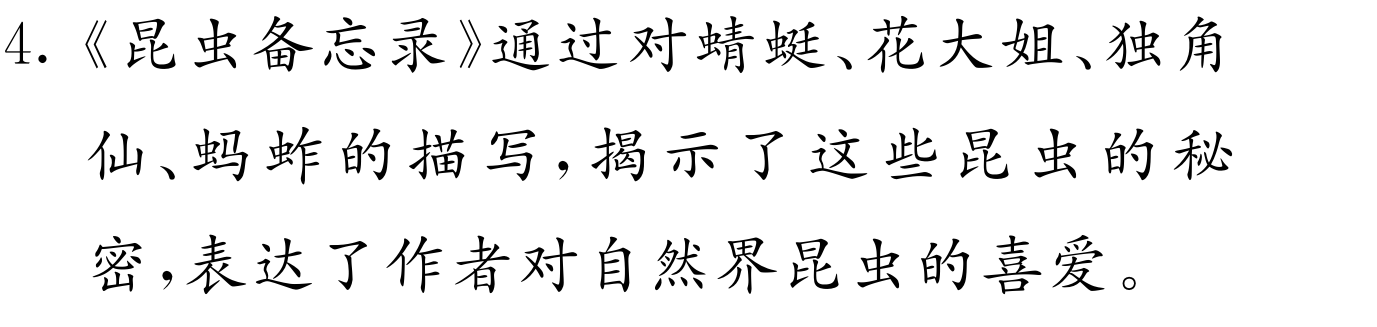 4.《昆虫备忘录》通过对蜻蜓、花大姐、独角
仙、蚂蚱的描写,揭示了这些昆虫的秘
密,表达了作者对自然界昆虫的喜爱。